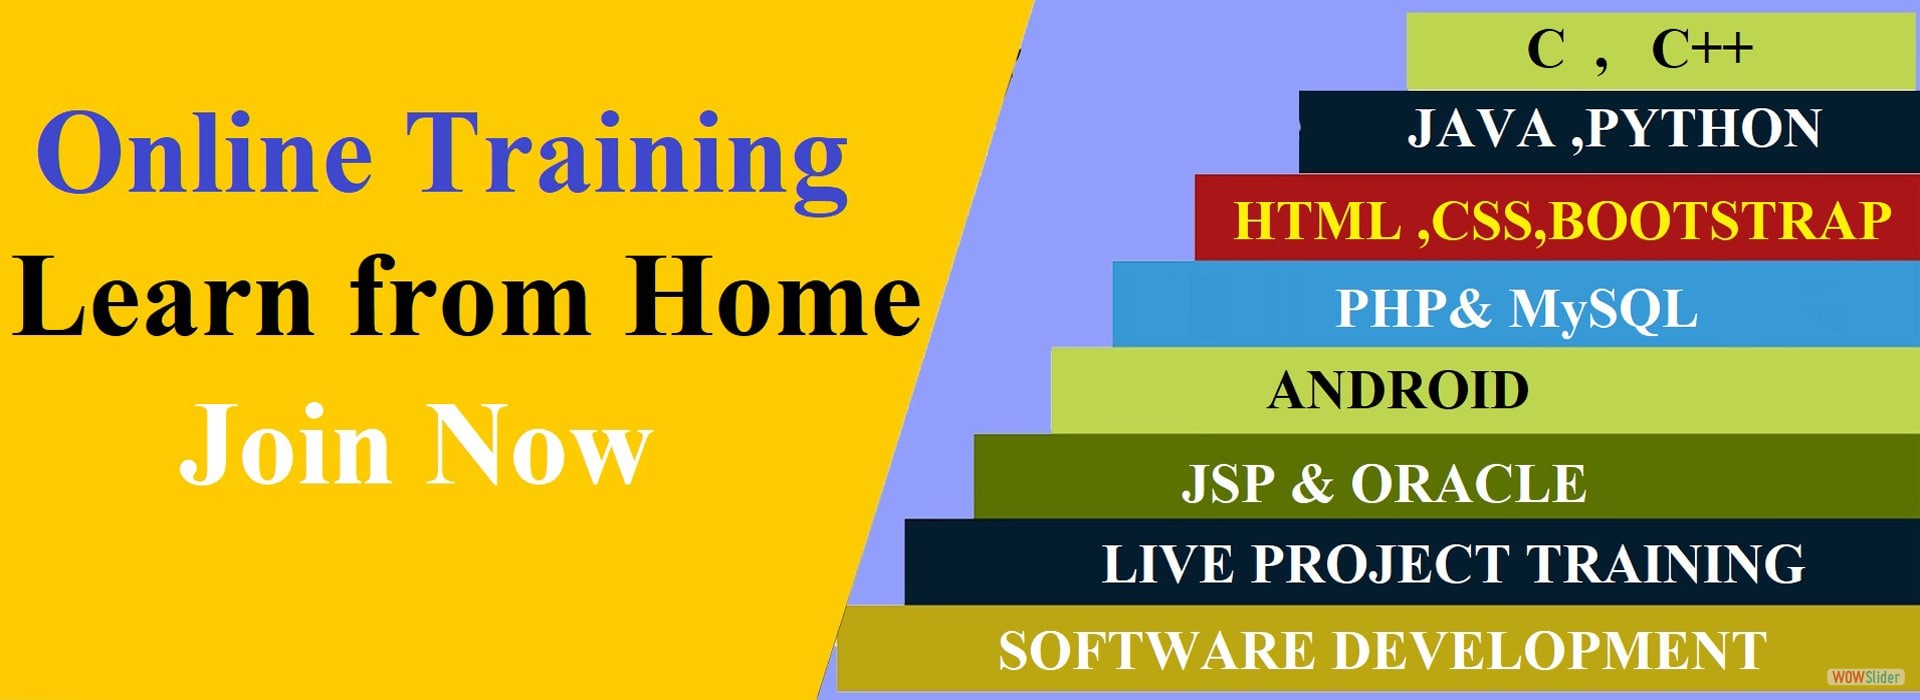 Online Training
Learn from Home
Join Now
C , C++
JAVA ,PYTHON
HTML ,CSS,BOOTSTRAP
PHP& MySQL
ANDROID
JSP & ORACLE
LIVE PROJECT TRAINING
SOFTWARE DEVELOPMENT
WOWSlider